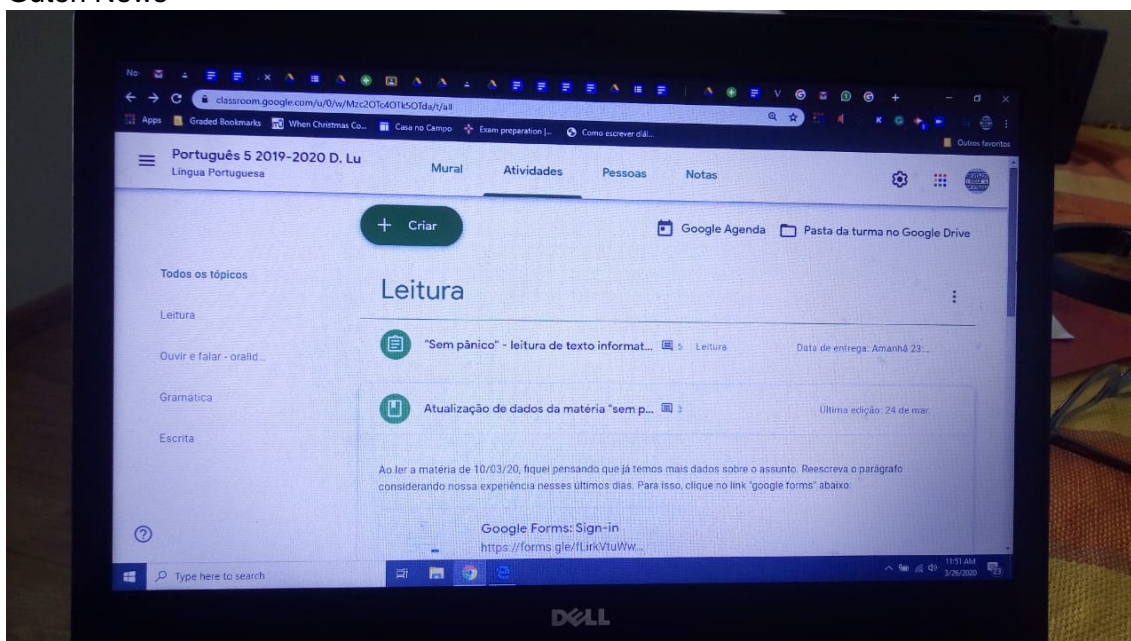 No
classroom.google.com/u/0/w/Mzc2OTc4OTk5OTda/t/all
Apps Graded Bookmarks When Christmas Co... Casa no Campo Exam preparation |... Como escrever diál...
Outros favoritos
Português 5 2019-2020 D. Lu
Língua Portuguesa
Mural Atividades Pessoas Notas
+ Criar
Google Agenda Pasta da turma no Google Drive
Todos os tópicos
Leitura
Ouvir e falar - oralid...
Gramática
Escrita
Leitura
"Sem pânico" - leitura de texto informat... 5 Leitura Data de entrega: Amanhã 23:...
Atualização de dados da matéria "sem p... Última edição: 24 de mar.
Ao ler a matéria de 10/03/20, fiquei pensando que já temos mais dados sobre o assunto. Reescreva o parágrafo
considerando nossa experiência nesses últimos dias. Para isso, clique no link "google forms" abaixo:
Google Forms: Sign-in
https://forms.gle/fLirkVtuWw...
Type here to search
11:51 AM
3/26/2020
23
DELL